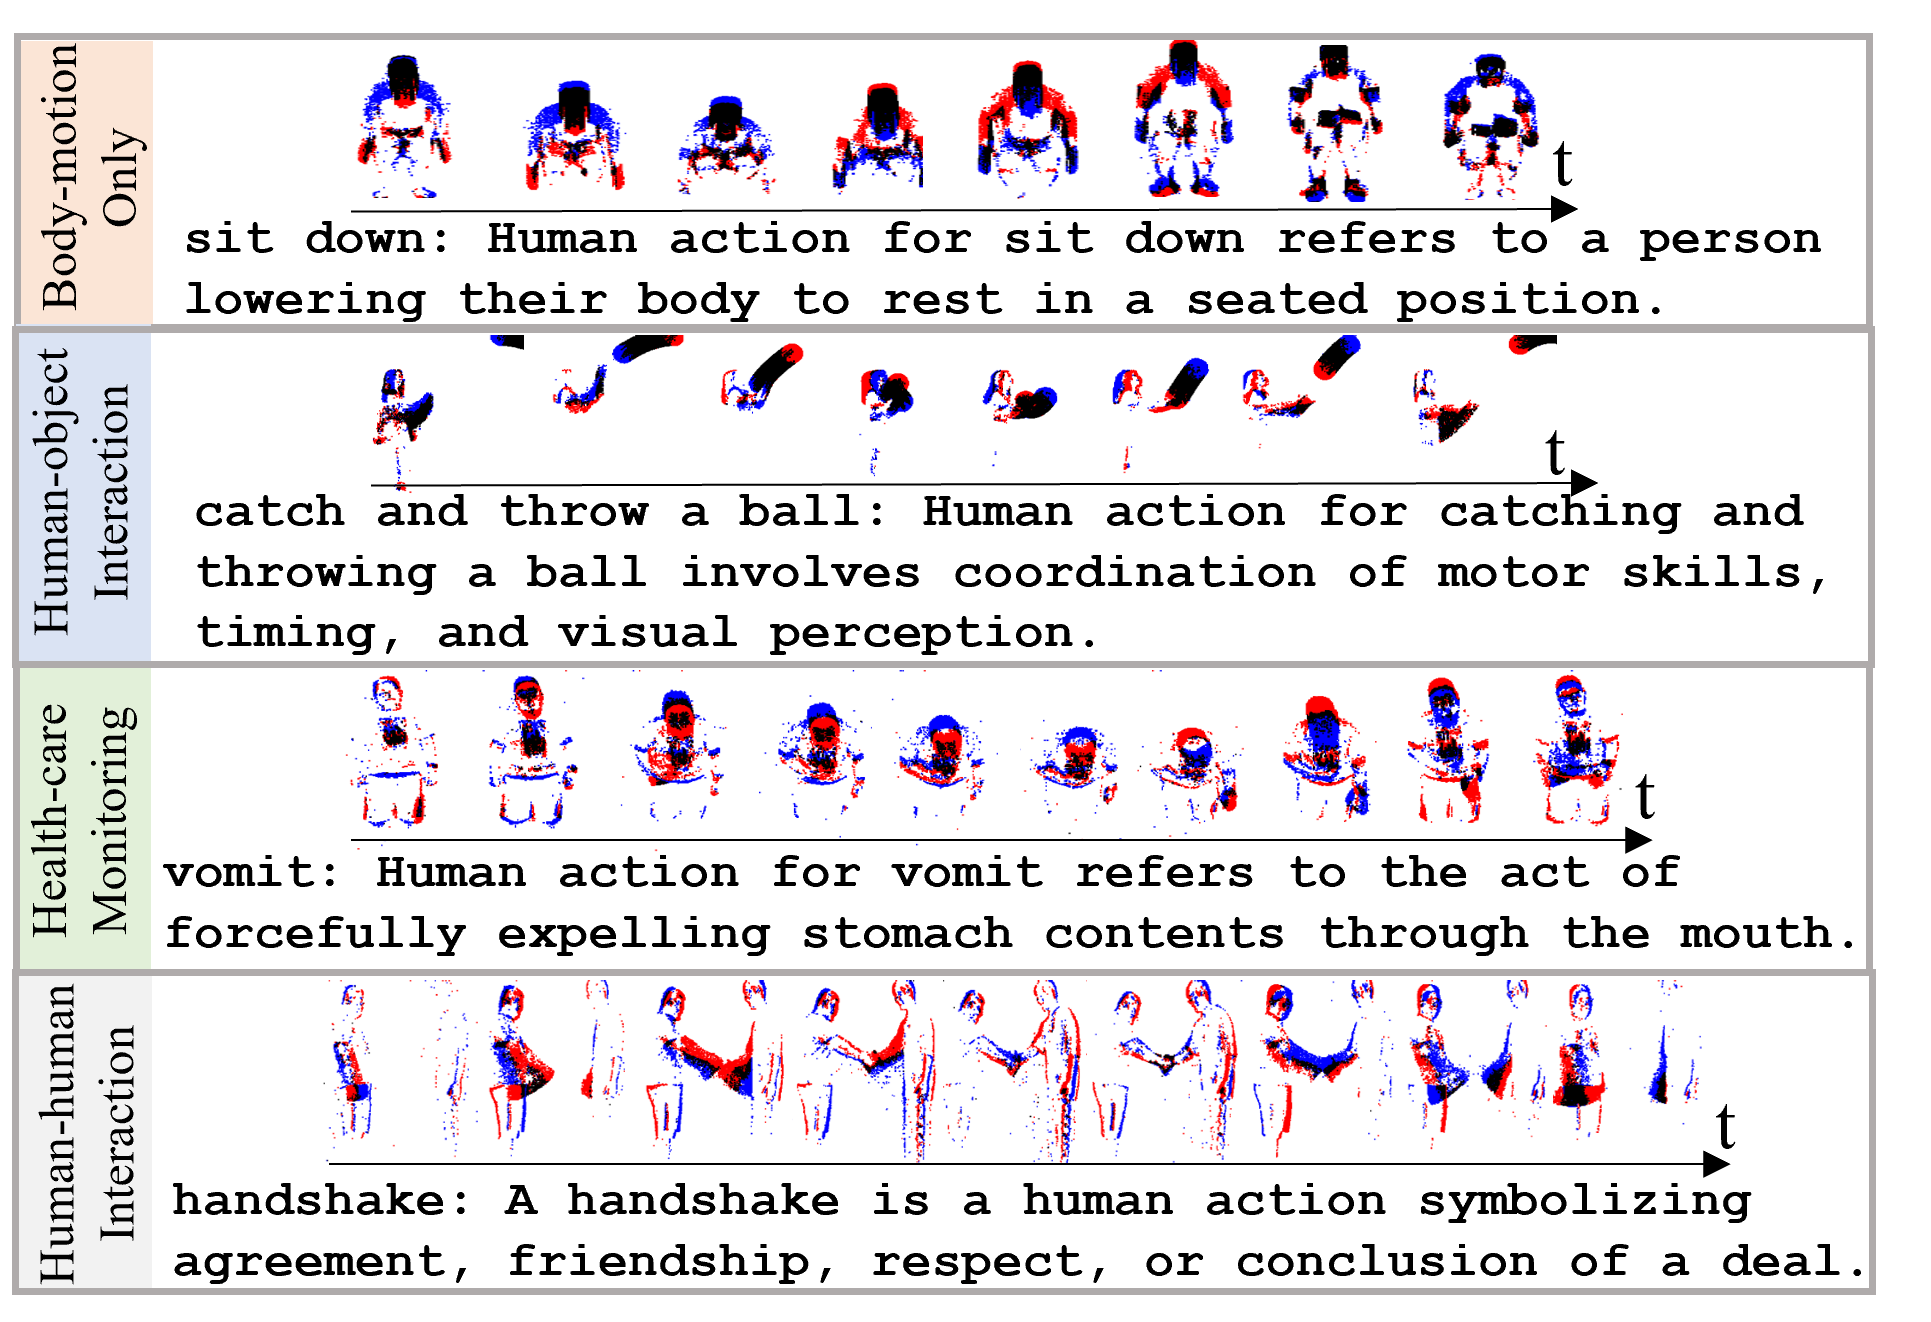 Body-motion
Only
t
sit down: Human action for sit down refers to a person
lowering their body to rest in a seated position.
Human-object
Interaction
t
catch and throw a ball: Human action for catching and
throwing a ball involves coordination of motor skills,
timing, and visual perception.
Health-care
Monitoring
t
vomit: Human action for vomit refers to the act of
forcefully expelling stomach contents through the mouth.
Human-human
Interaction
t
handshake: A handshake is a human action symbolizing
agreement, friendship, respect, or conclusion of a deal.